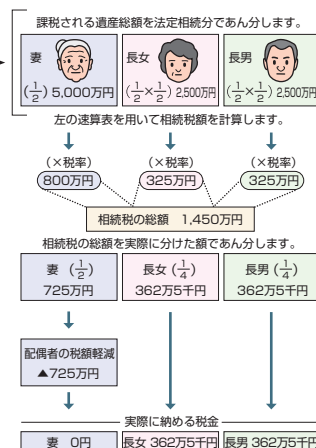 課税される遺産総額を法定相続分であん分します。
妻 長女 長男
(1/2) 5,000万円 (1/2×1/2) 2,500万円 (1/2×1/2) 2,500万円
左の速算表を用いて相続税額を計算します。
(×税率) (×税率) (×税率)
800万円 325万円 325万円
相続税の総額 1,450万円
相続税の総額を実際に分けた額であん分します。
妻 (1/2) 長女 (1/4) 長男 (1/4)
725万円 362万5千円 362万5千円
配偶者の税額軽減
▲725万円
実際に納める税金
妻 0円 長女 362万5千円 長男 362万5千円